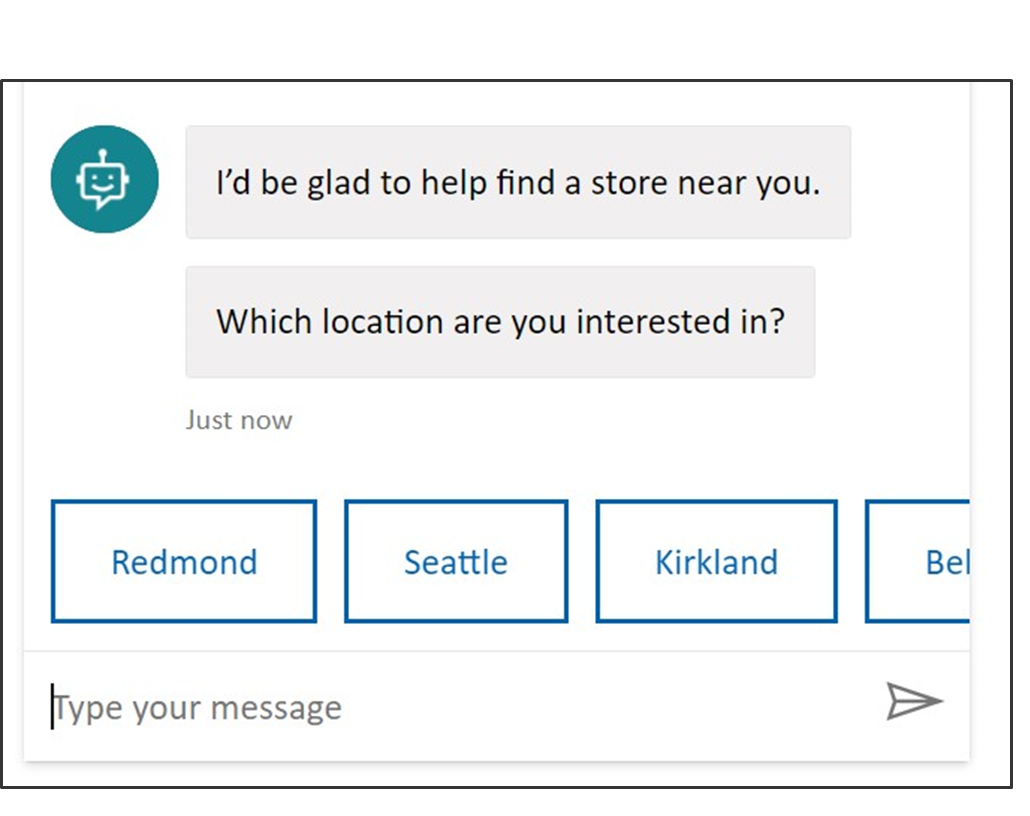 I’d be glad to help find a store near you.
Which location are you interested in?
Just now
Redmond
Seattle
Kirkland
Type your message